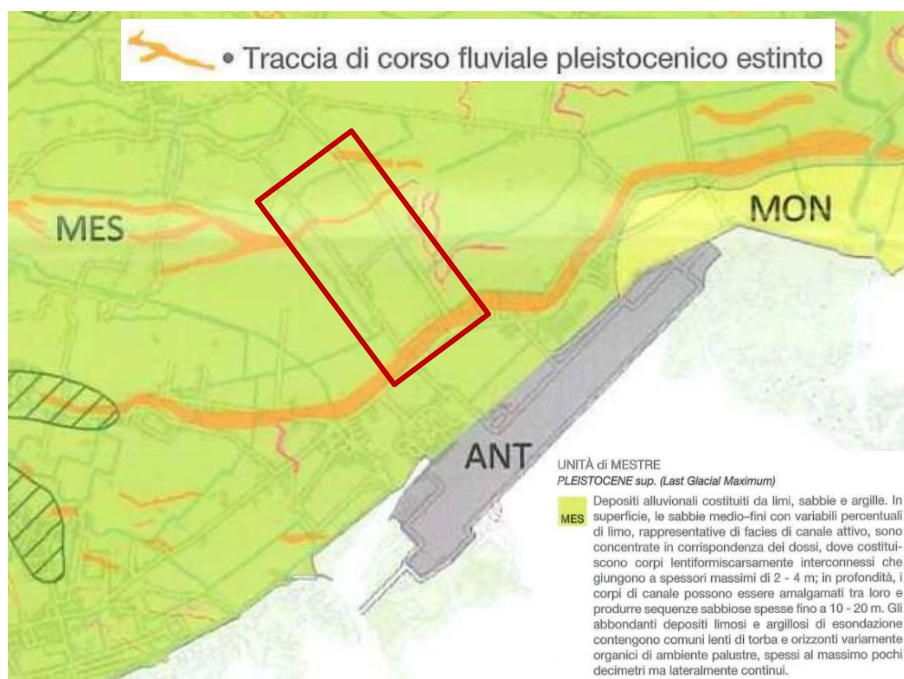 • Traccia di corso fluviale pleistocenico estinto
MES
MON
ANT
UNITÀ di MESTRE
PLEISTOCENE sup. (Last Glacial Maximum)
MES
Depositi alluvionali costituiti da limi, sabbie e argille. In
superficie, le sabbie medio–fini con variabili percentuali
di limo, rappresentative di facies di canale attivo, sono
concentrate in corrispondenza dei dossi, dove costitui-
scono corpi lentiformiscarsamente interconnessi che
giungono a spessori massimi di 2 - 4 m; in profondità, i
corpi di canale possono essere amalgamati tra loro e
produrre sequenze sabbiose spesse fino a 10 - 20 m. Gli
abbondanti depositi limosi e argillosi di esondazione
contengono comuni lenti di torba e orizzonti variamente
organici di ambiente palustre, spessi al massimo pochi
decimetri ma lateralmente continui.